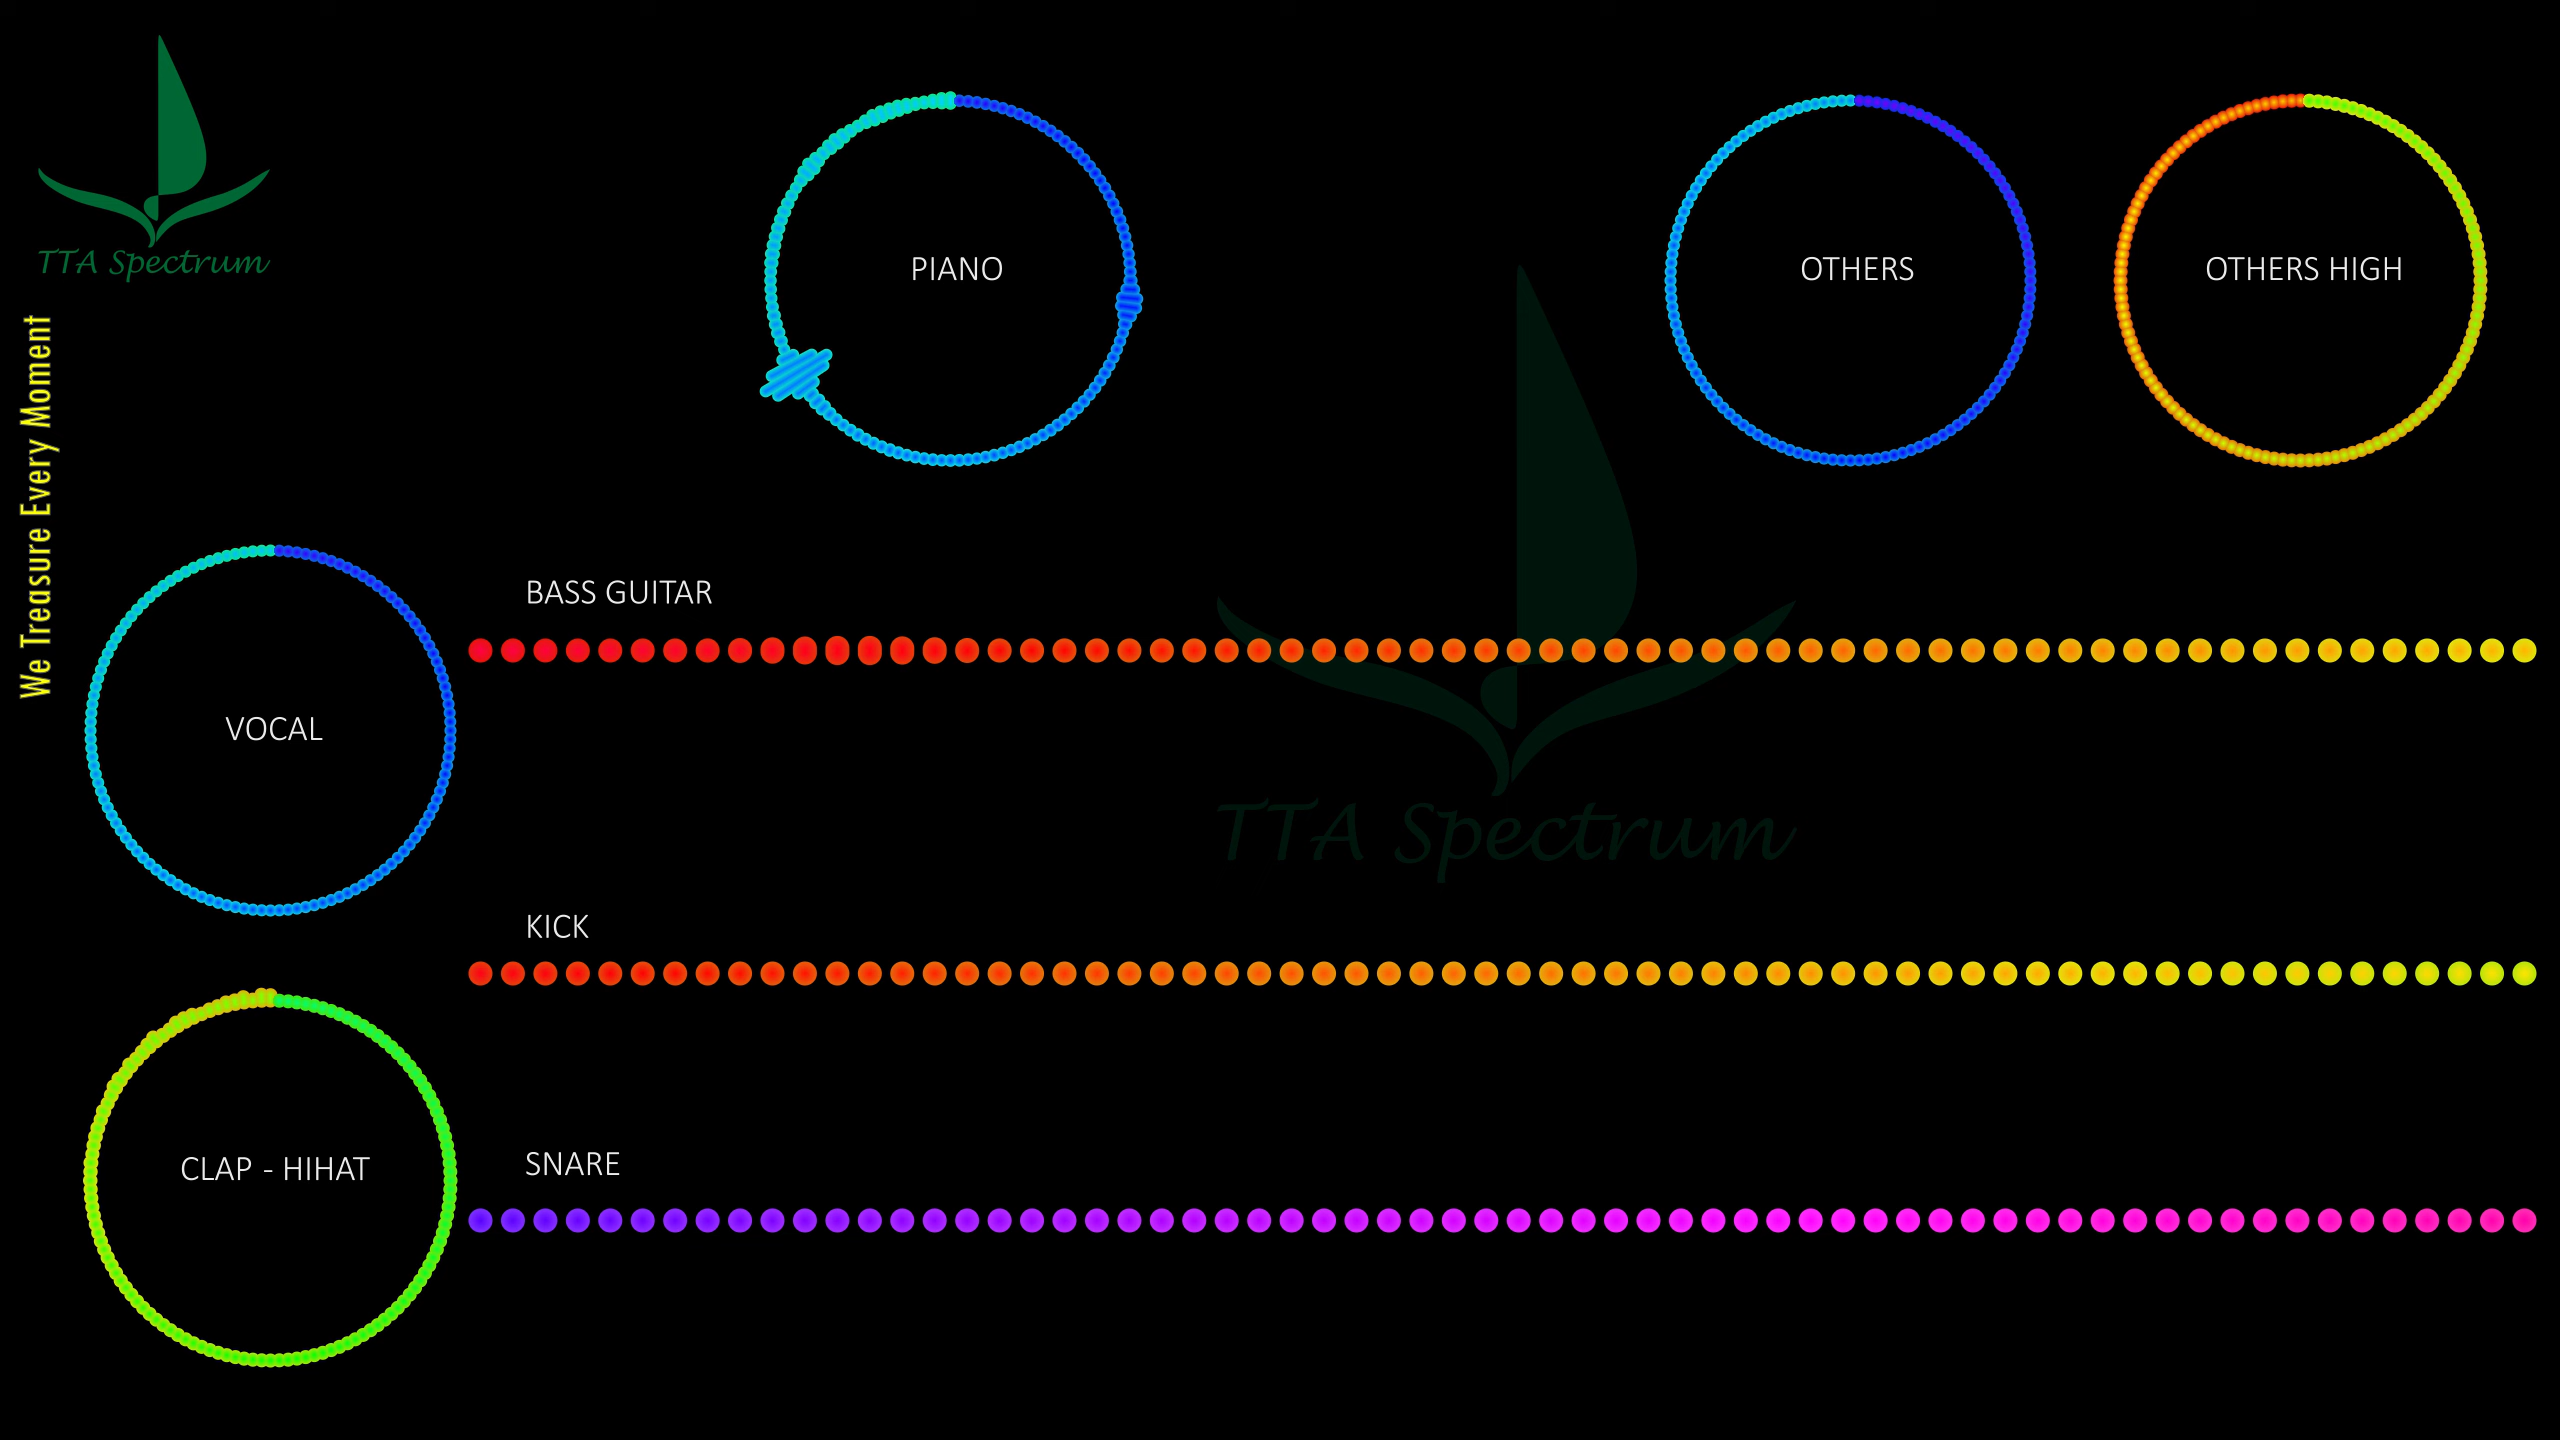 TTA Spectrum
We Treasure Every Moment
PIANO
OTHERS
OTHERS HIGH
BASS GUITAR
VOCAL
TTA Spectrum
KICK
CLAP - HIHAT
SNARE